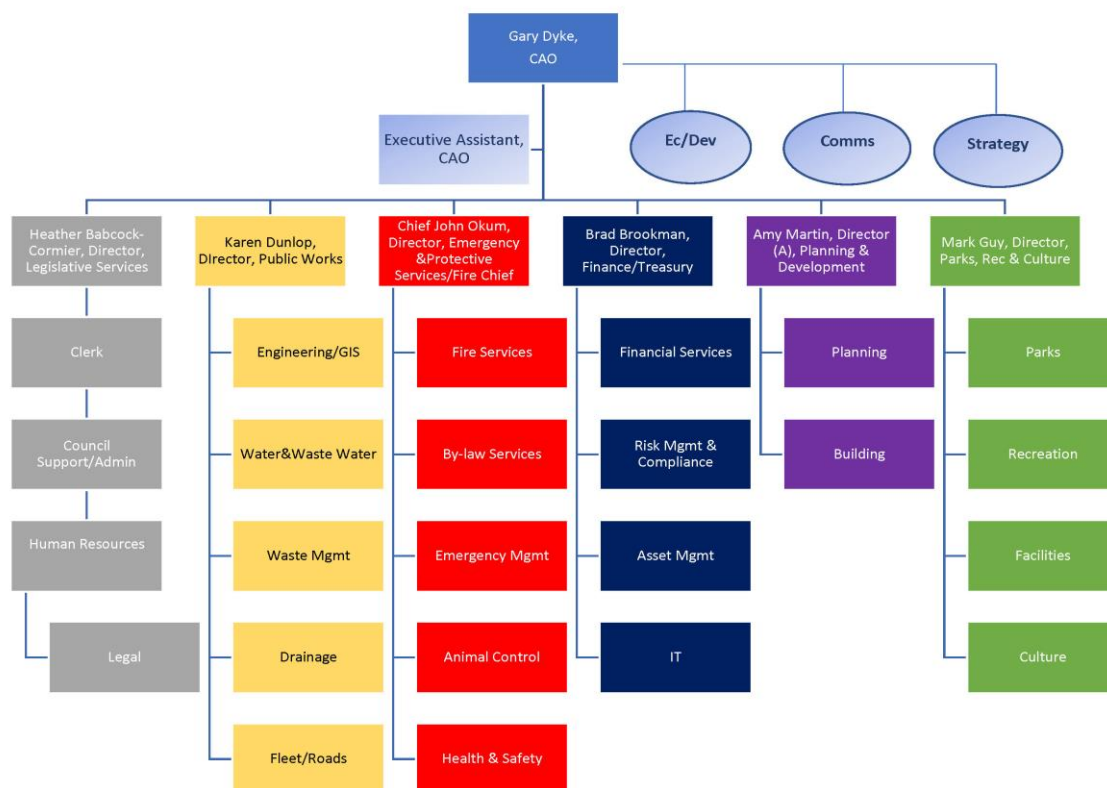 Gary Dyke,
CAO
Executive Assistant,
CAO
Ec/Dev
Comms
Strategy
Heather Babcock-
Cormier, Director,
Legislative Services
Karen Dunlop,
DIrector, Public Works
Chief John Okum,
Director, Emergency
&Protective
Services/Fire Chief
Brad Brookman,
Director,
Finance/Treasury
Amy Martin, Director
(A), Planning &
Development
Mark Guy, Director,
Parks, Rec & Culture
Clerk
Engineering/GIS
Fire Services
Financial Services
Planning
Parks
Council
Support/Admin
Water&Waste Water
By-law Services
Risk Mgmt &
Compliance
Building
Recreation
Human Resources
Waste Mgmt
Emergency Mgmt
Asset Mgmt
Facilities
Legal
Drainage
Animal Control
IT
Culture
Fleet/Roads
Health & Safety